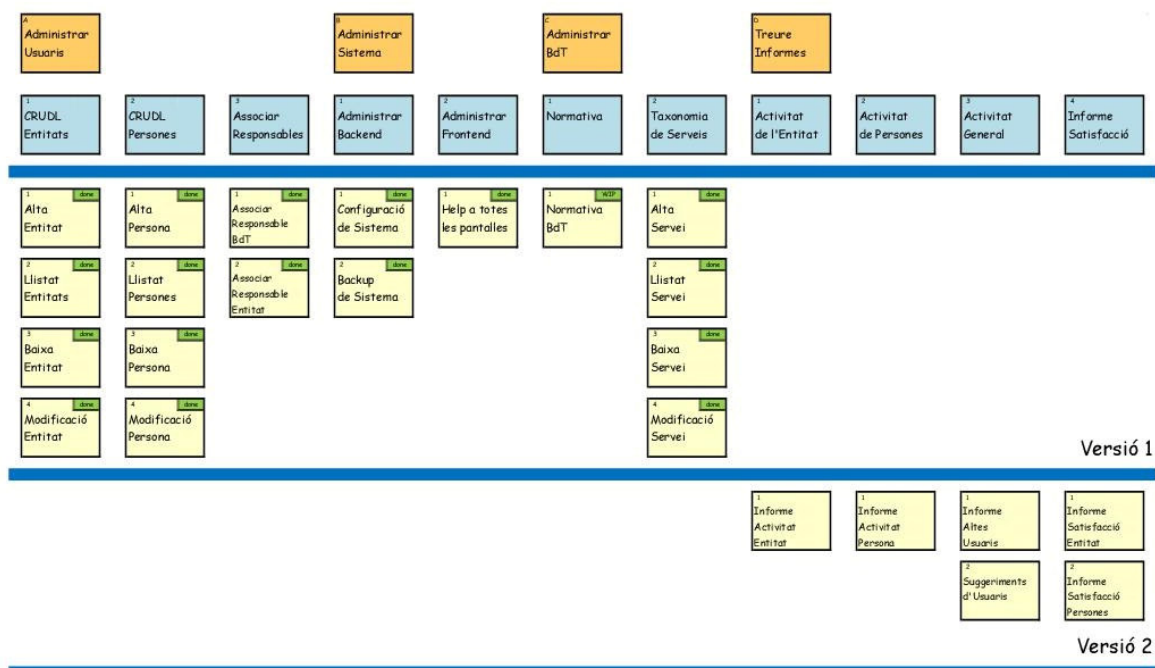 A
Administrar
Usuaris
B
Administrar
Sistema
C
Administrar
BdT
D
Treure
Informes
1
CRUDL
Entitats
2
CRUDL
Persones
3
Associar
Responsables
1
Administrar
Backend
2
Administrar
Frontend
1
Normativa
2
Taxonomia
de Serveis
1
Activitat
de l'Entitat
2
Activitat
de Persones
3
Activitat
General
4
Informe
Satisfacció
1 done
Alta
Entitat
1 done
Alta
Persona
1 done
Associar
Responsable
BdT
1 done
Configuració
de Sistema
1 done
Help a totes
les pantalles
1 WIP
Normativa
BdT
1 done
Alta
Servei
2 done
Llistat
Entitats
2 done
Llistat
Persones
2 done
Associar
Responsable
Entitat
2 done
Backup
de Sistema
2 done
Llistat
Servei
3 done
Baixa
Entitat
3 done
Baixa
Persona
3 done
Baixa
Servei
4 done
Modificació
Entitat
4 done
Modificació
Persona
4 done
Modificació
Servei
Versió 1
1
Informe
Activitat
Entitat
1
Informe
Activitat
Persona
1
Informe
Altes
Usuaris
1
Informe
Satisfacció
Entitat
2
Suggeriments
d'Usuaris
2
Informe
Satisfacció
Persones
Versió 2